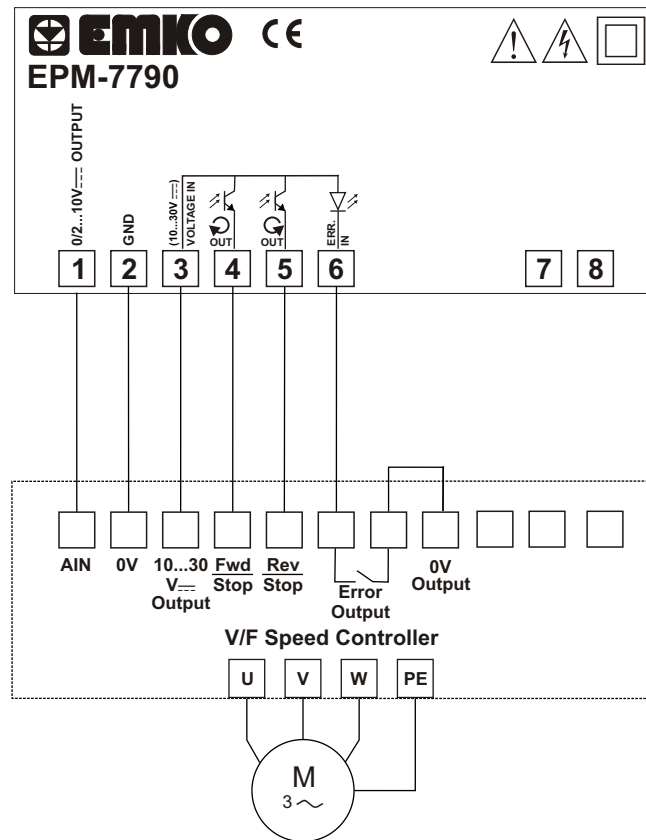 EMKO CE
EPM-7790
0/2...10V⎓ OUTPUT
GND
(10...30V⎓)
VOLTAGE IN
OUT
OUT
ERR.
IN
1 2 3 4 5 6 7 8
AIN
0V
10...30
V⎓
Output
Fwd
Stop
Rev
Stop
Error
Output
0V
Output
V/F Speed Controller
U V W PE
M
3~